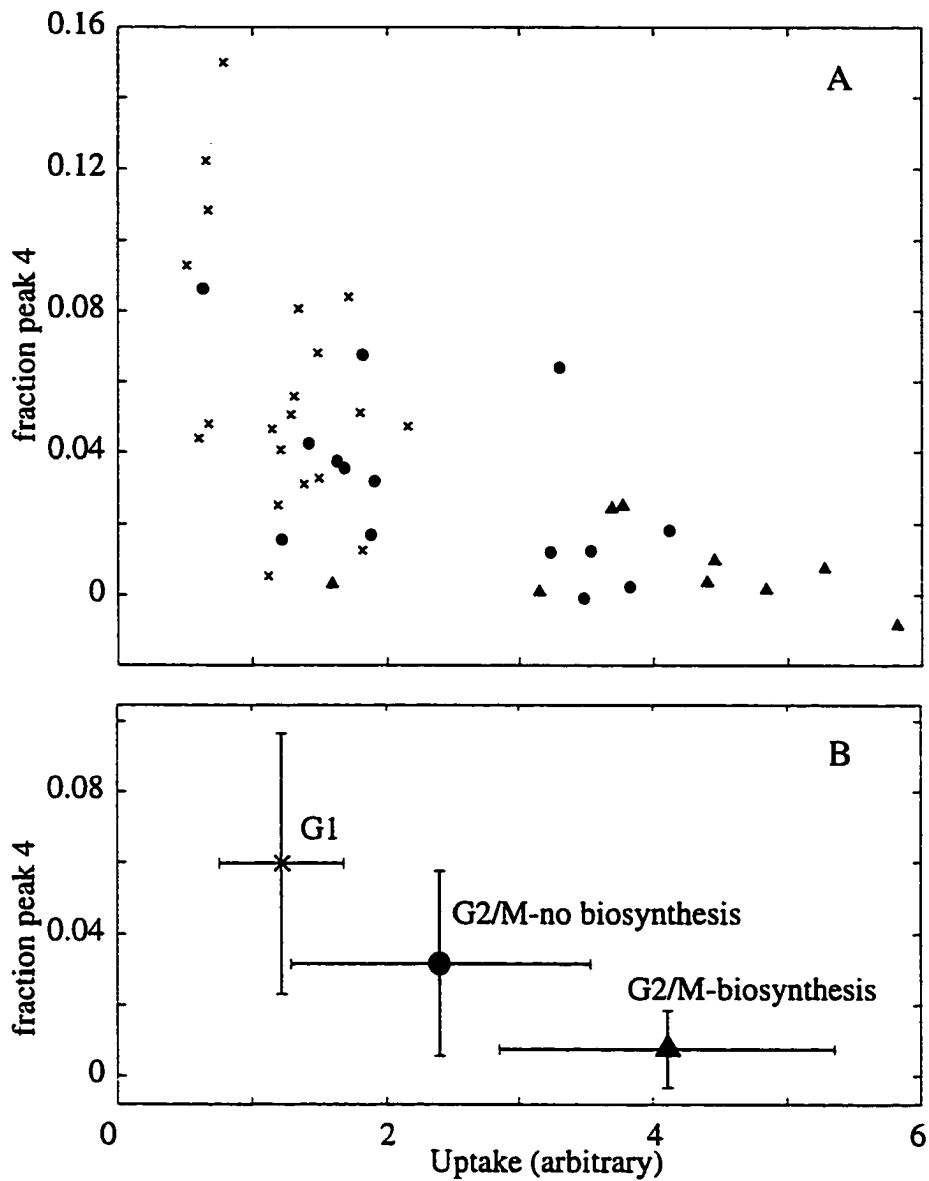 0.16
A
0.12
0.08
0.04
0
fraction peak 4
B
0.08
G1
G2/M-no biosynthesis
0.04
G2/M-biosynthesis
0
fraction peak 4
0 2 4 6
Uptake (arbitrary)